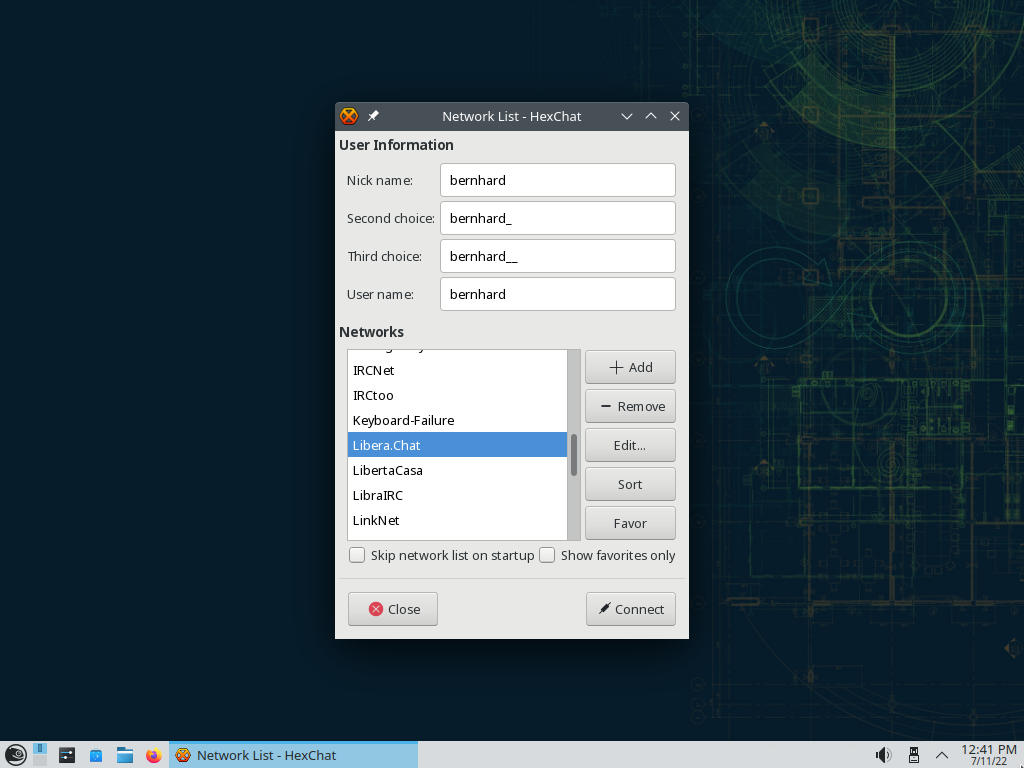 Network List - HexChat
User Information
Nick name: bernhard
Second choice: bernhard_
Third choice: bernhard__
User name: bernhard
Networks
IRCNet
IRCtoo
Keyboard-Failure
Libera.Chat
LibertaCasa
LibraIRC
LinkNet
Add
Remove
Edit...
Sort
Favor
Skip network list on startup
Show favorites only
Close
Connect
Network List - HexChat
12:41 PM
7/11/22